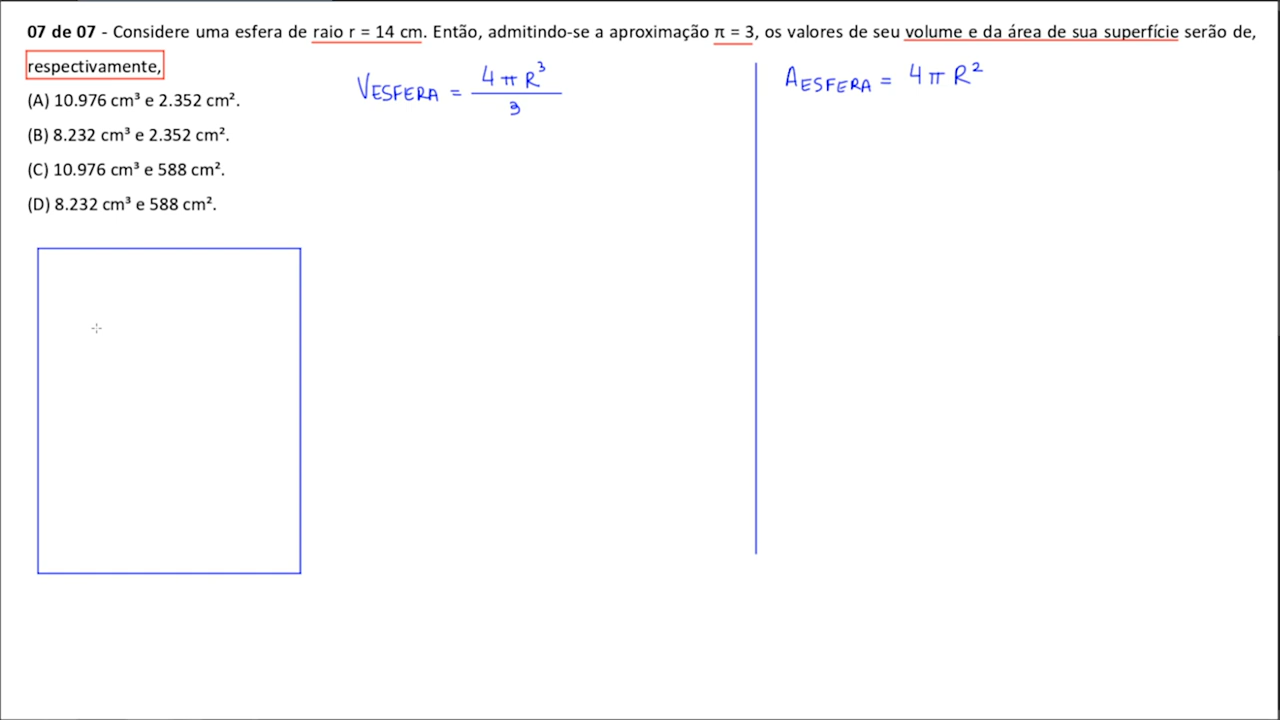 07 de 07 - Considere uma esfera de raio r = 14 cm. Então, admitindo-se a aproximação π = 3, os valores de seu volume e da área de sua superfície serão de,
respectivamente,
(A) 10.976 cm³ e 2.352 cm².
(B) 8.232 cm³ e 2.352 cm².
(C) 10.976 cm³ e 588 cm².
(D) 8.232 cm³ e 588 cm².
VESFERA = 4πR³
3
AESFERA = 4πR²